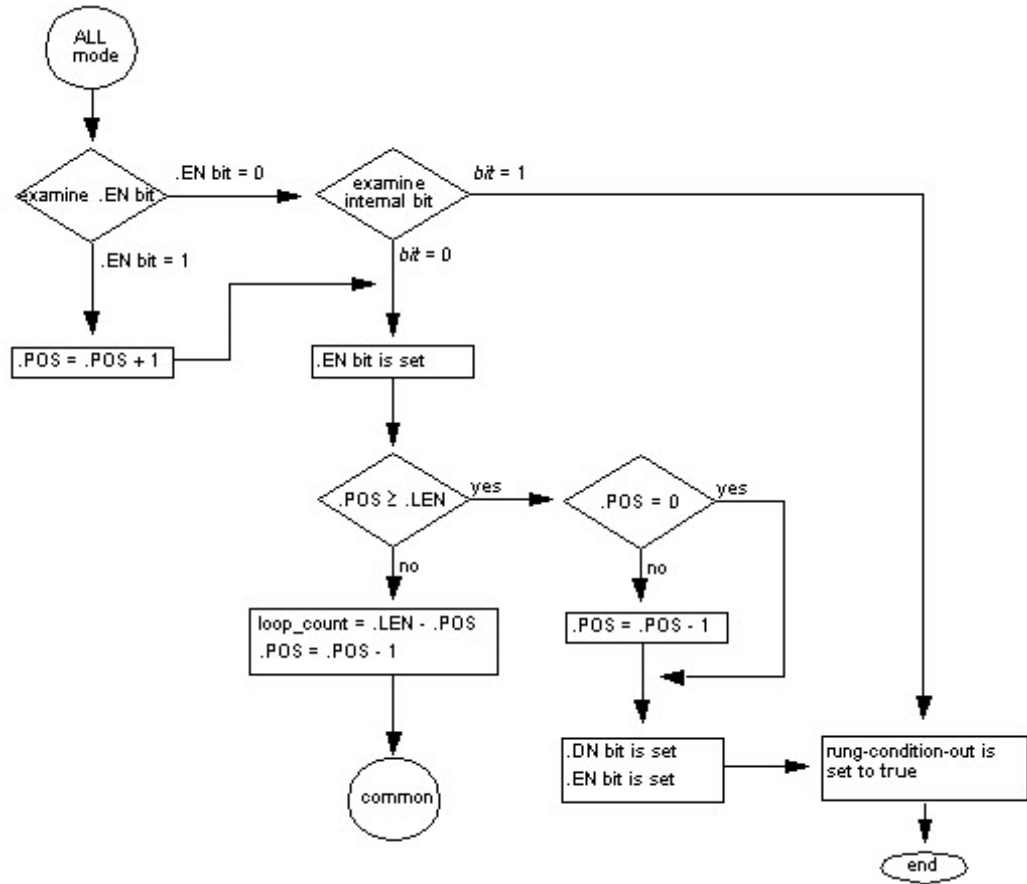 ALL
mode
.EN bit = 0
bit = 1
examine .EN bit
examine
internal bit
.EN bit = 1
bit = 0
.POS = .POS + 1
.EN bit is set
.POS ≥ .LEN
yes
.POS = 0
yes
no
no
loop_count = .LEN - .POS
.POS = .POS - 1
.POS = .POS - 1
.DN bit is set
.EN bit is set
rung-condition-out is
set to true
common
end